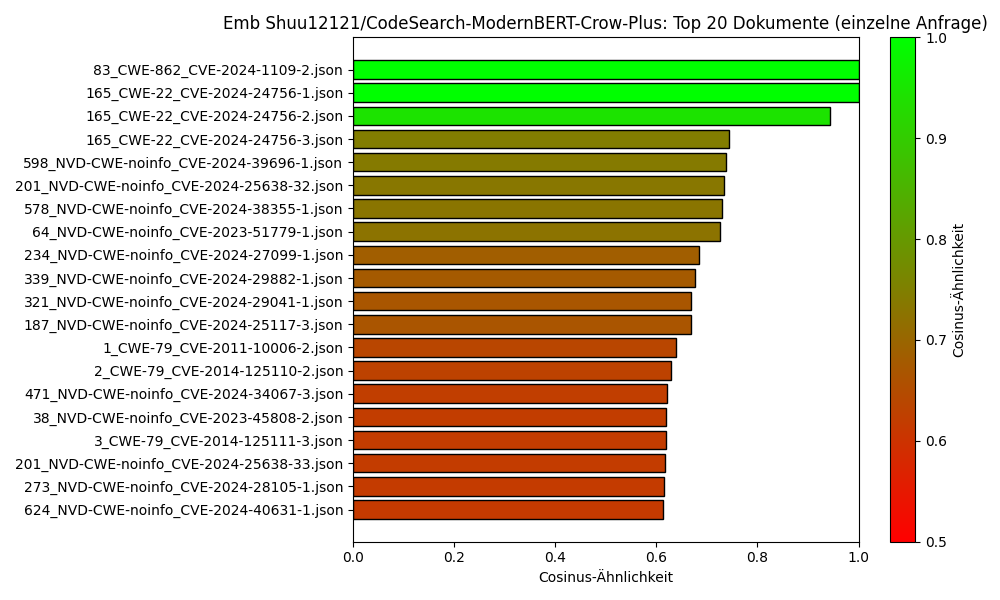 Emb Shuu12121/CodeSearch-ModernBERT-Crow-Plus: Top 20 Dokumente (einzelne Anfrage)
83_CWE-862_CVE-2024-1109-2.json
165_CWE-22_CVE-2024-24756-1.json
165_CWE-22_CVE-2024-24756-2.json
165_CWE-22_CVE-2024-24756-3.json
598_NVD-CWE-noinfo_CVE-2024-39696-1.json
201_NVD-CWE-noinfo_CVE-2024-25638-32.json
578_NVD-CWE-noinfo_CVE-2024-38355-1.json
64_NVD-CWE-noinfo_CVE-2023-51779-1.json
234_NVD-CWE-noinfo_CVE-2024-27099-1.json
339_NVD-CWE-noinfo_CVE-2024-29882-1.json
321_NVD-CWE-noinfo_CVE-2024-29041-1.json
187_NVD-CWE-noinfo_CVE-2024-25117-3.json
1_CWE-79_CVE-2011-10006-2.json
2_CWE-79_CVE-2014-125110-2.json
471_NVD-CWE-noinfo_CVE-2024-34067-3.json
38_NVD-CWE-noinfo_CVE-2023-45808-2.json
3_CWE-79_CVE-2014-125111-3.json
201_NVD-CWE-noinfo_CVE-2024-25638-33.json
273_NVD-CWE-noinfo_CVE-2024-28105-1.json
624_NVD-CWE-noinfo_CVE-2024-40631-1.json
0.0 0.2 0.4 0.6 0.8 1.0
Cosinus-Ähnlichkeit
1.0
0.9
0.8
0.7
0.6
0.5
Cosinus-Ähnlichkeit